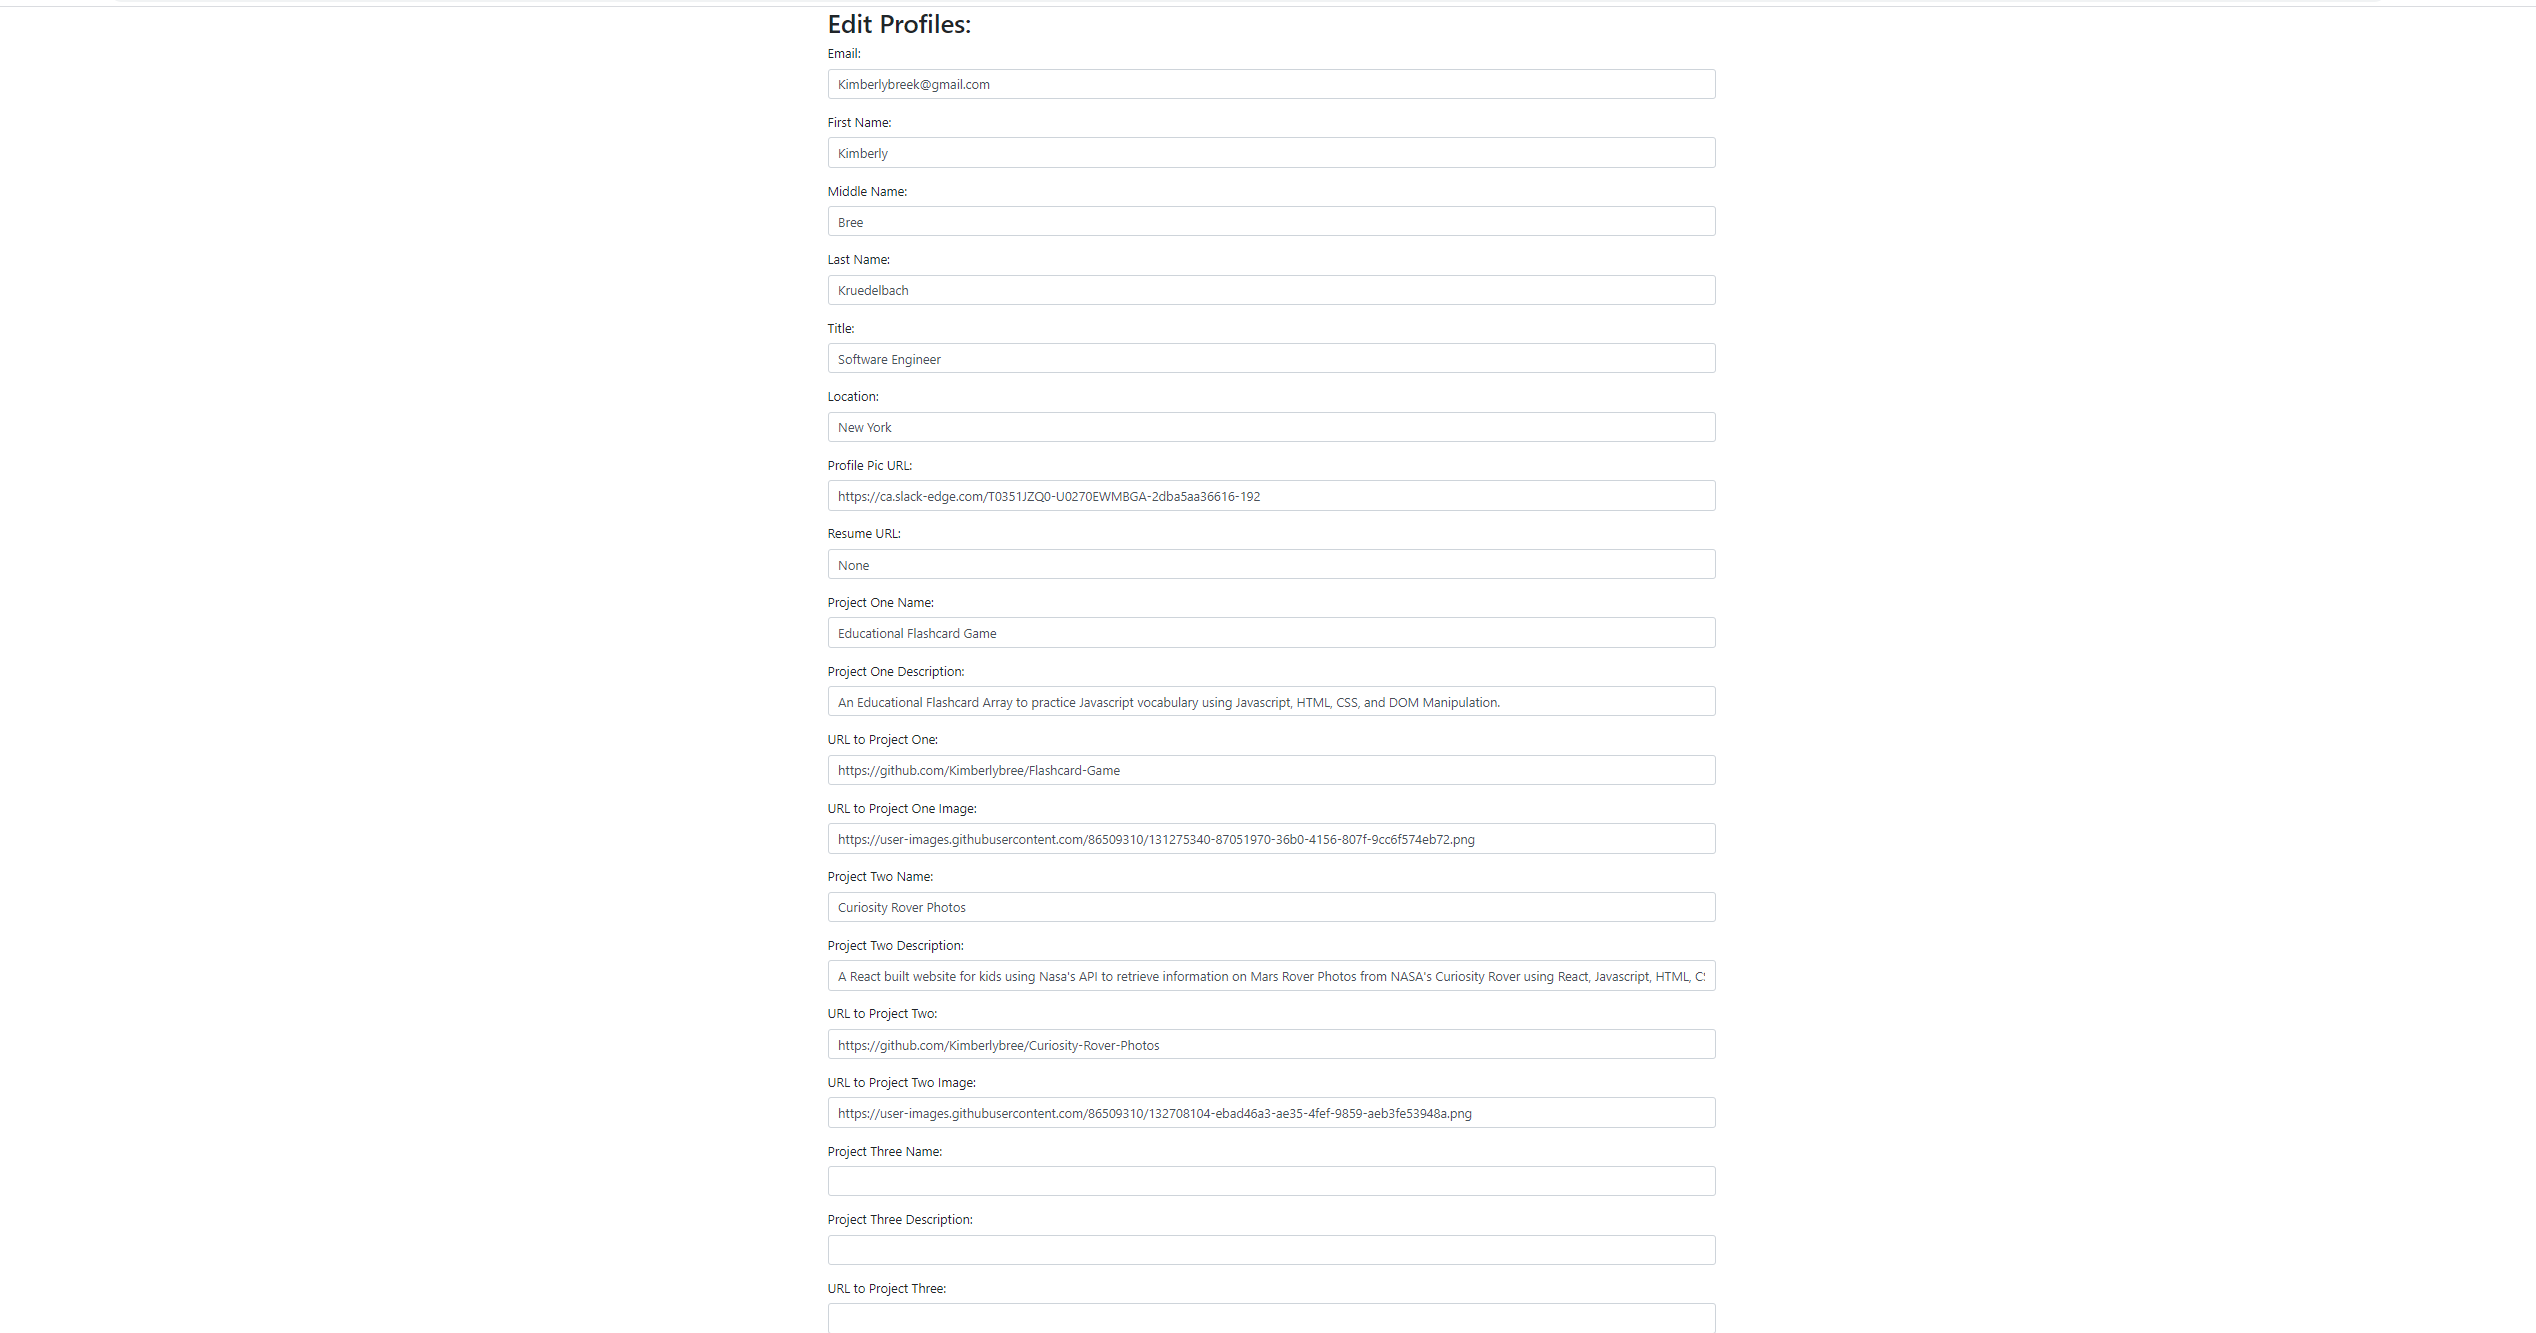 Edit Profiles:
Email:
Kimberlybreek@gmail.com
First Name:
Kimberly
Middle Name:
Bree
Last Name:
Kruedelbach
Title:
Software Engineer
Location:
New York
Profile Pic URL:
https://ca.slack-edge.com/T0351JZQ0-U0270EWMBGA-2dba5aa36616-192
Resume URL:
None
Project One Name:
Educational Flashcard Game
Project One Description:
An Educational Flashcard Array to practice Javascript vocabulary using Javascript, HTML, CSS, and DOM Manipulation.
URL to Project One:
https://github.com/Kimberlybree/Flashcard-Game
URL to Project One Image:
https://user-images.githubusercontent.com/86509310/131275340-87051970-36b0-4156-807f-9cc6f574eb72.png
Project Two Name:
Curiosity Rover Photos
Project Two Description:
A React built website for kids using Nasa's API to retrieve information on Mars Rover Photos from NASA's Curiosity Rover using React, Javascript, HTML,
URL to Project Two:
https://github.com/Kimberlybree/Curiosity-Rover-Photos
URL to Project Two Image:
https://user-images.githubusercontent.com/86509310/132708104-ebad46a3-ae35-4fef-9859-aeb3fe53948a.png
Project Three Name:
Project Three Description:
URL to Project Three: